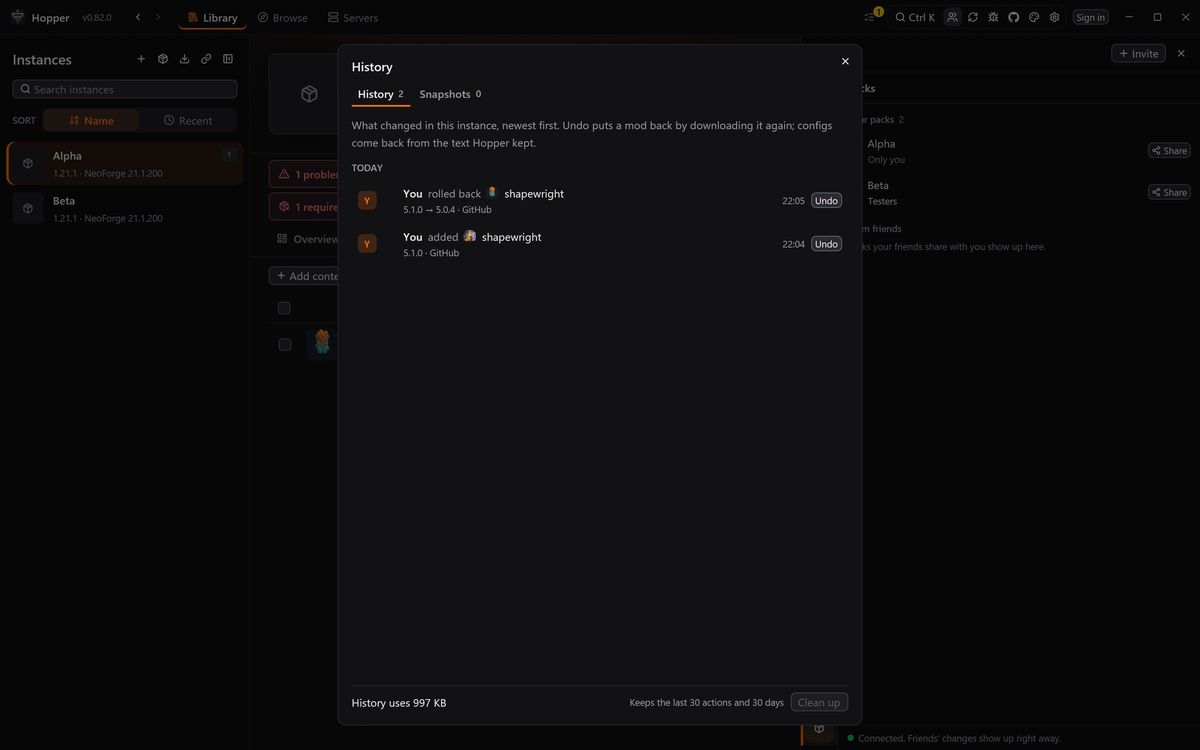 Hopper v0.82.0 Library Browse Servers 1 Ctrl K Sign in
Instances
Search instances
SORT Name Recent
Alpha 1
1.21.1 · NeoForge 21.1.200
Beta
1.21.1 · NeoForge 21.1.200
1 proble
1 require
Overview
Add conte
History
History 2 Snapshots 0
What changed in this instance, newest first. Undo puts a mod back by downloading it again; configs
come back from the text Hopper kept.
TODAY
Y You rolled back shapewright 22:05 Undo
5.1.0 → 5.0.4 · GitHub
Y You added shapewright 22:04 Undo
5.1.0 · GitHub
History uses 997 KB Keeps the last 30 actions and 30 days Clean up
Invite
cks
r packs 2
Alpha Share
Only you
Beta Share
Testers
m friends
ks your friends share with you show up here.
Connected. Friends' changes show up right away.